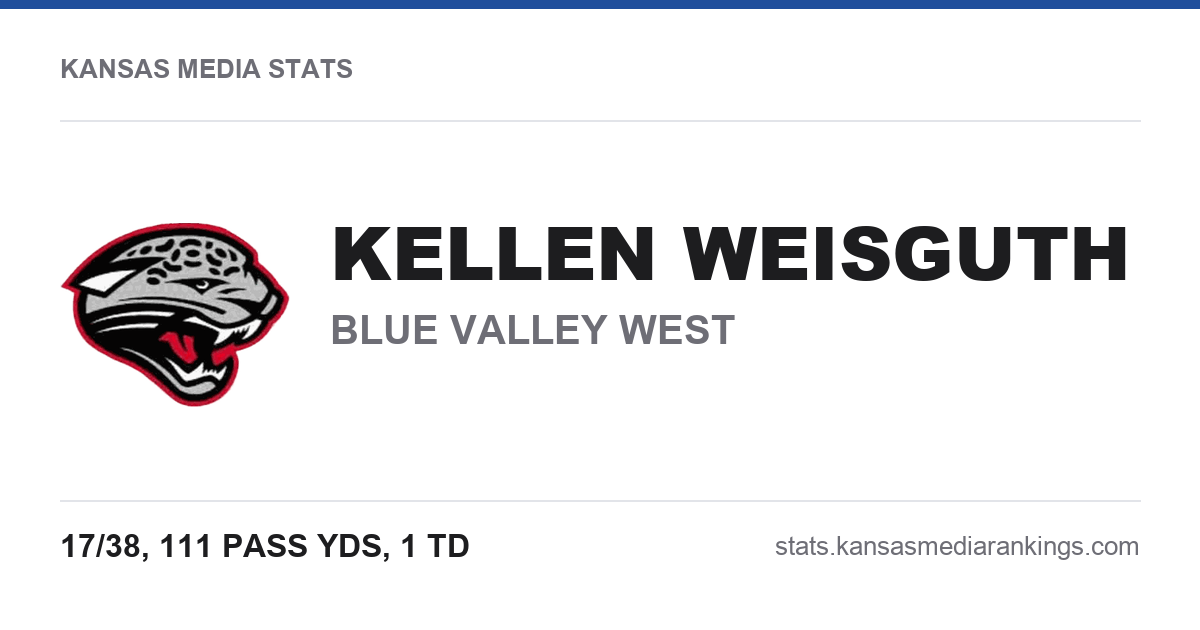 KANSAS MEDIA STATS
KELLEN WEISGUTH
BLUE VALLEY WEST
17/38, 111 PASS YDS, 1 TD
stats.kansasmediarankings.com